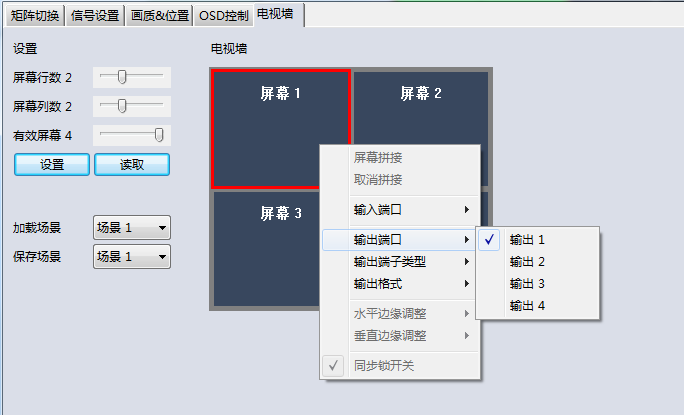 矩阵切换 信号设置 画质&位置 OSD控制 电视墙
设置
屏幕行数 2
屏幕列数 2
有效屏幕 4
设置 读取
加载场景 场景 1
保存场景 场景 1
电视墙
屏幕 1 屏幕 2
屏幕 3
屏幕拼接
取消拼接
输入端口
输出端口
输出端子类型
输出格式
水平边缘调整
垂直边缘调整
同步锁开关
输出 1
输出 2
输出 3
输出 4